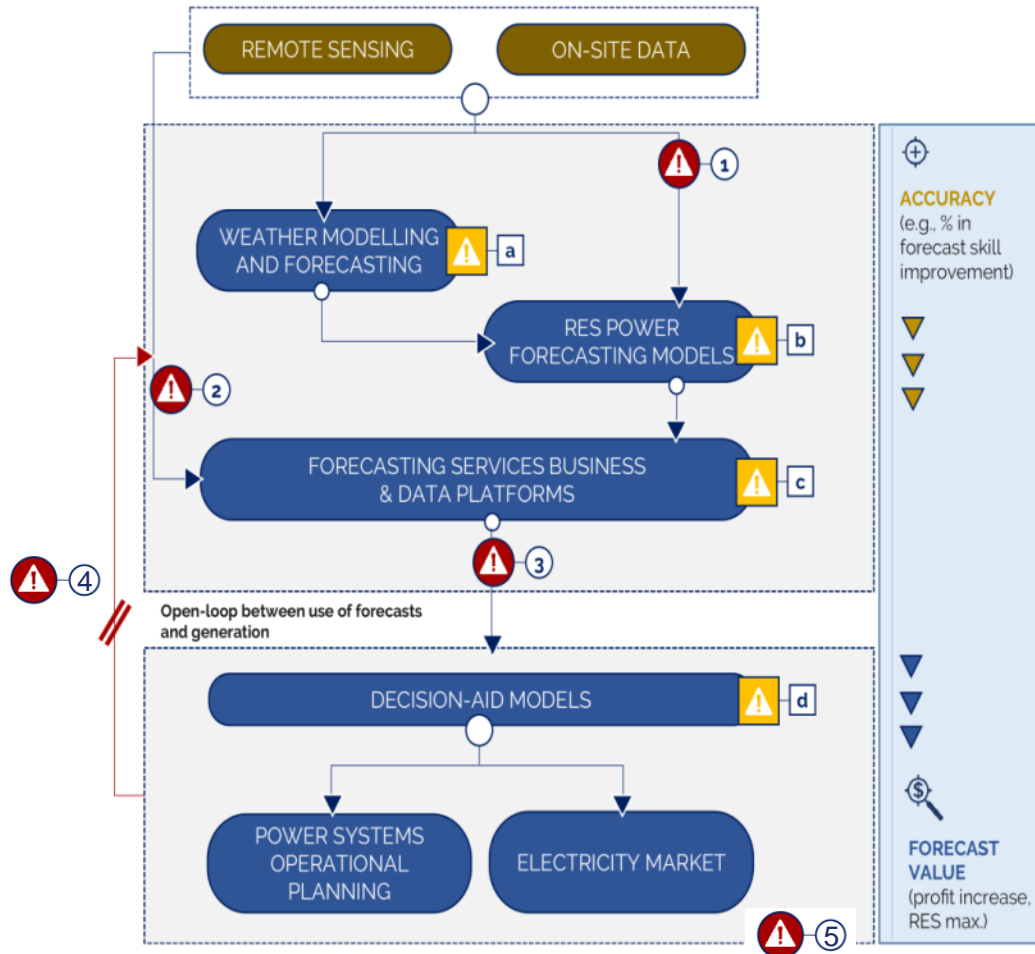 REMOTE SENSING
ON-SITE DATA
1
ACCURACY
(e.g., % in
forecast skill
improvement)
WEATHER MODELLING
AND FORECASTING
a
RES POWER
FORECASTING MODELS
b
2
FORECASTING SERVICES BUSINESS
& DATA PLATFORMS
c
3
4
Open-loop between use of forecasts
and generation
DECISION-AID MODELS
d
POWER SYSTEMS
OPERATIONAL
PLANNING
ELECTRICITY MARKET
$
FORECAST
VALUE
(profit increase,
RES max.)
5